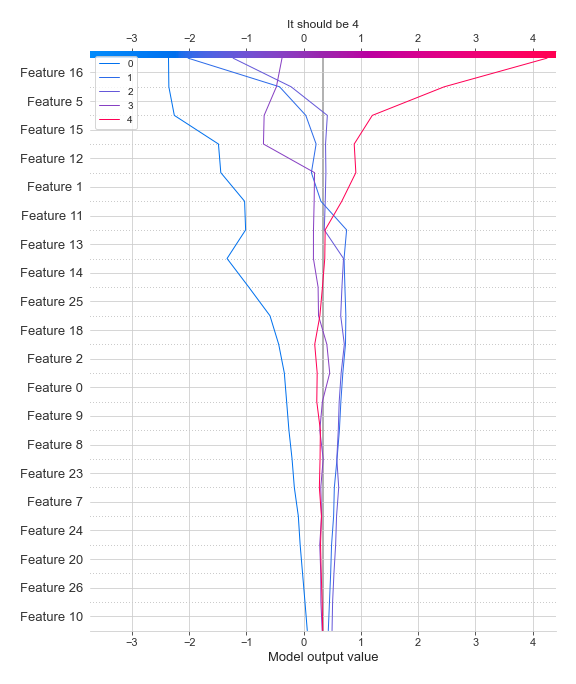 It should be 4
−3 −2 −1 0 1 2 3 4
0
1
2
3
4
Feature 16
Feature 5
Feature 15
Feature 12
Feature 1
Feature 11
Feature 13
Feature 14
Feature 25
Feature 18
Feature 2
Feature 0
Feature 9
Feature 8
Feature 23
Feature 7
Feature 24
Feature 20
Feature 26
Feature 10
−3 −2 −1 0 1 2 3 4
Model output value